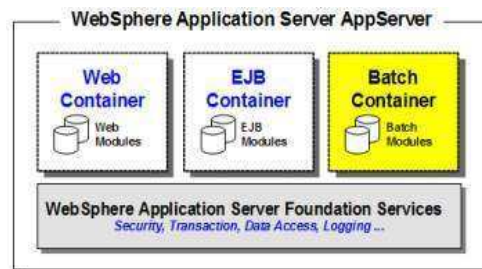 WebSphere Application Server AppServer
Web
Container
Web
Modules
EJB
Container
EJB
Modules
Batch
Container
Batch
Modules
WebSphere Application Server Foundation Services
Security, Transaction, Data Access, Logging ...